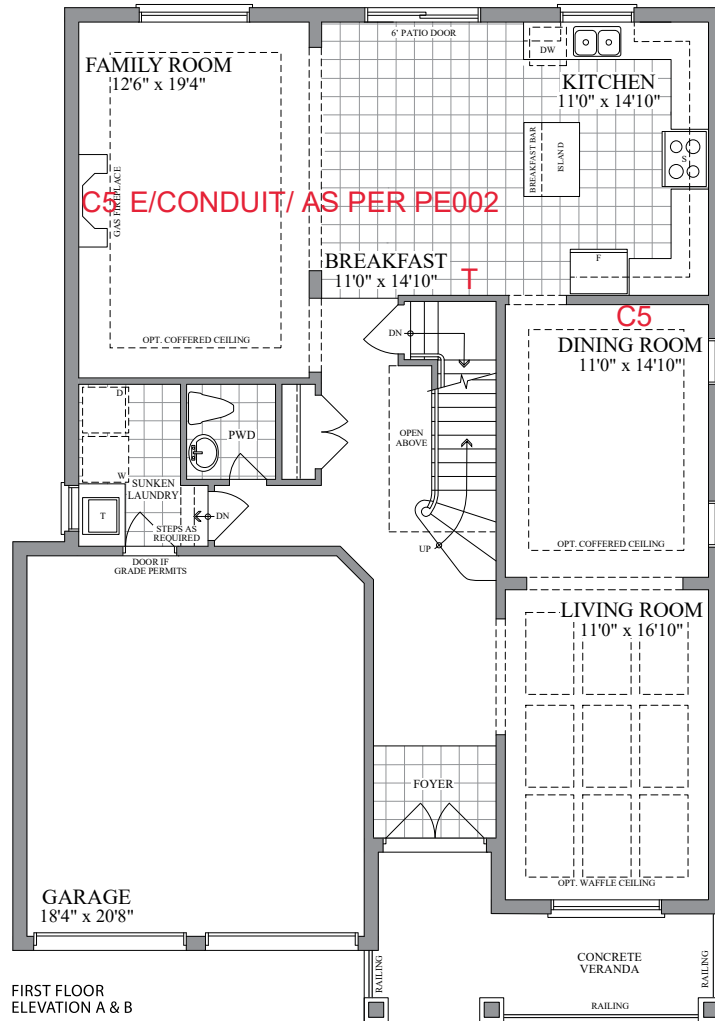 6' PATIO DOOR
FAMILY ROOM
12'6" x 19'4"
DW
KITCHEN
11'0" x 14'10"
BREAKFAST BAR
ISLAND
S
GAS FIREPLACE
C5 E/CONDUIT/ AS PER PE002
BREAKFAST
11'0" x 14'10"
T
F
C5
DINING ROOM
11'0" x 14'10"
OPT. COFFERED CEILING
DN
D
W
PWD
OPEN
ABOVE
SUNKEN
LAUNDRY
T
STEPS AS
REQUIRED
DN
UP
OPT. COFFERED CEILING
DOOR IF
GRADE PERMITS
LIVING ROOM
11'0" x 16'10"
FOYER
OPT. WAFFLE CEILING
GARAGE
18'4" x 20'8"
CONCRETE
VERANDA
RAILING
RAILING
RAILING
FIRST FLOOR
ELEVATION A & B